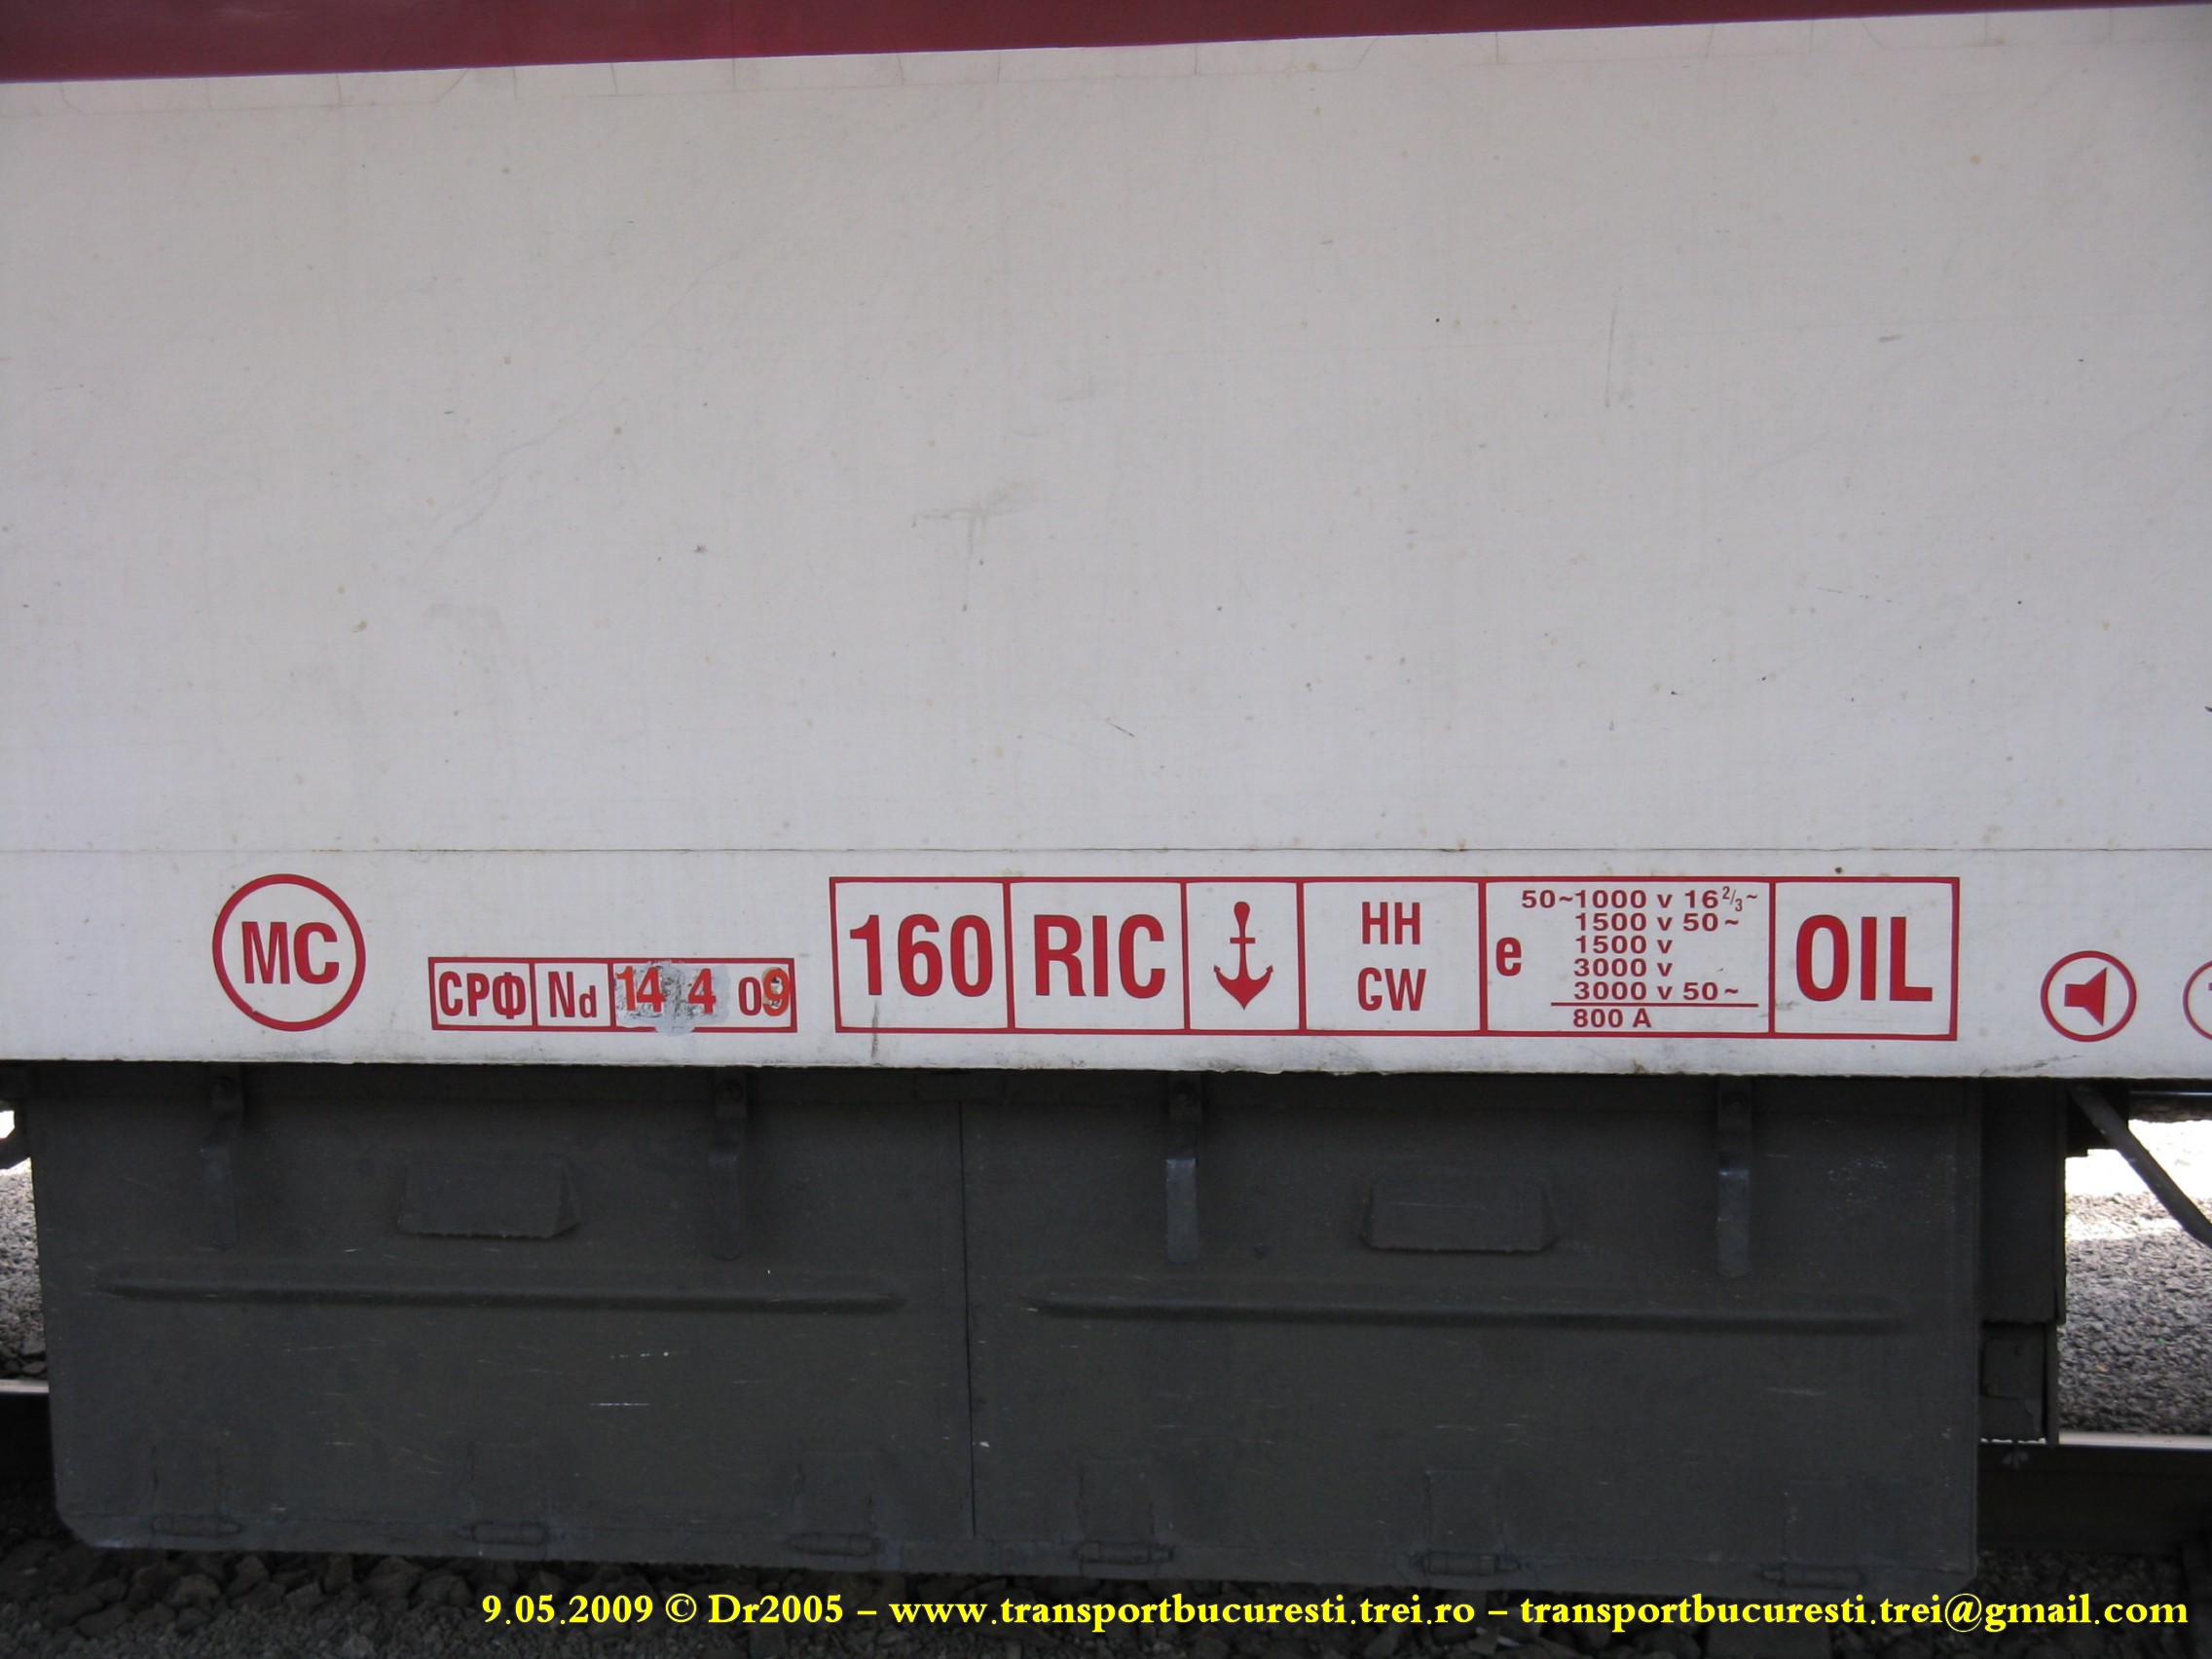 МС
СРФ Nd 14 4 09
160 RIC HH GW e 50~1000 v 16 2/3~ OIL
1500 v 50~
1500 v
3000 v
3000 v 50~
800 A
9.05.2009 © Dr2005 – www.transportbucuresti.trei.ro – transportbucuresti.trei@gmail.com